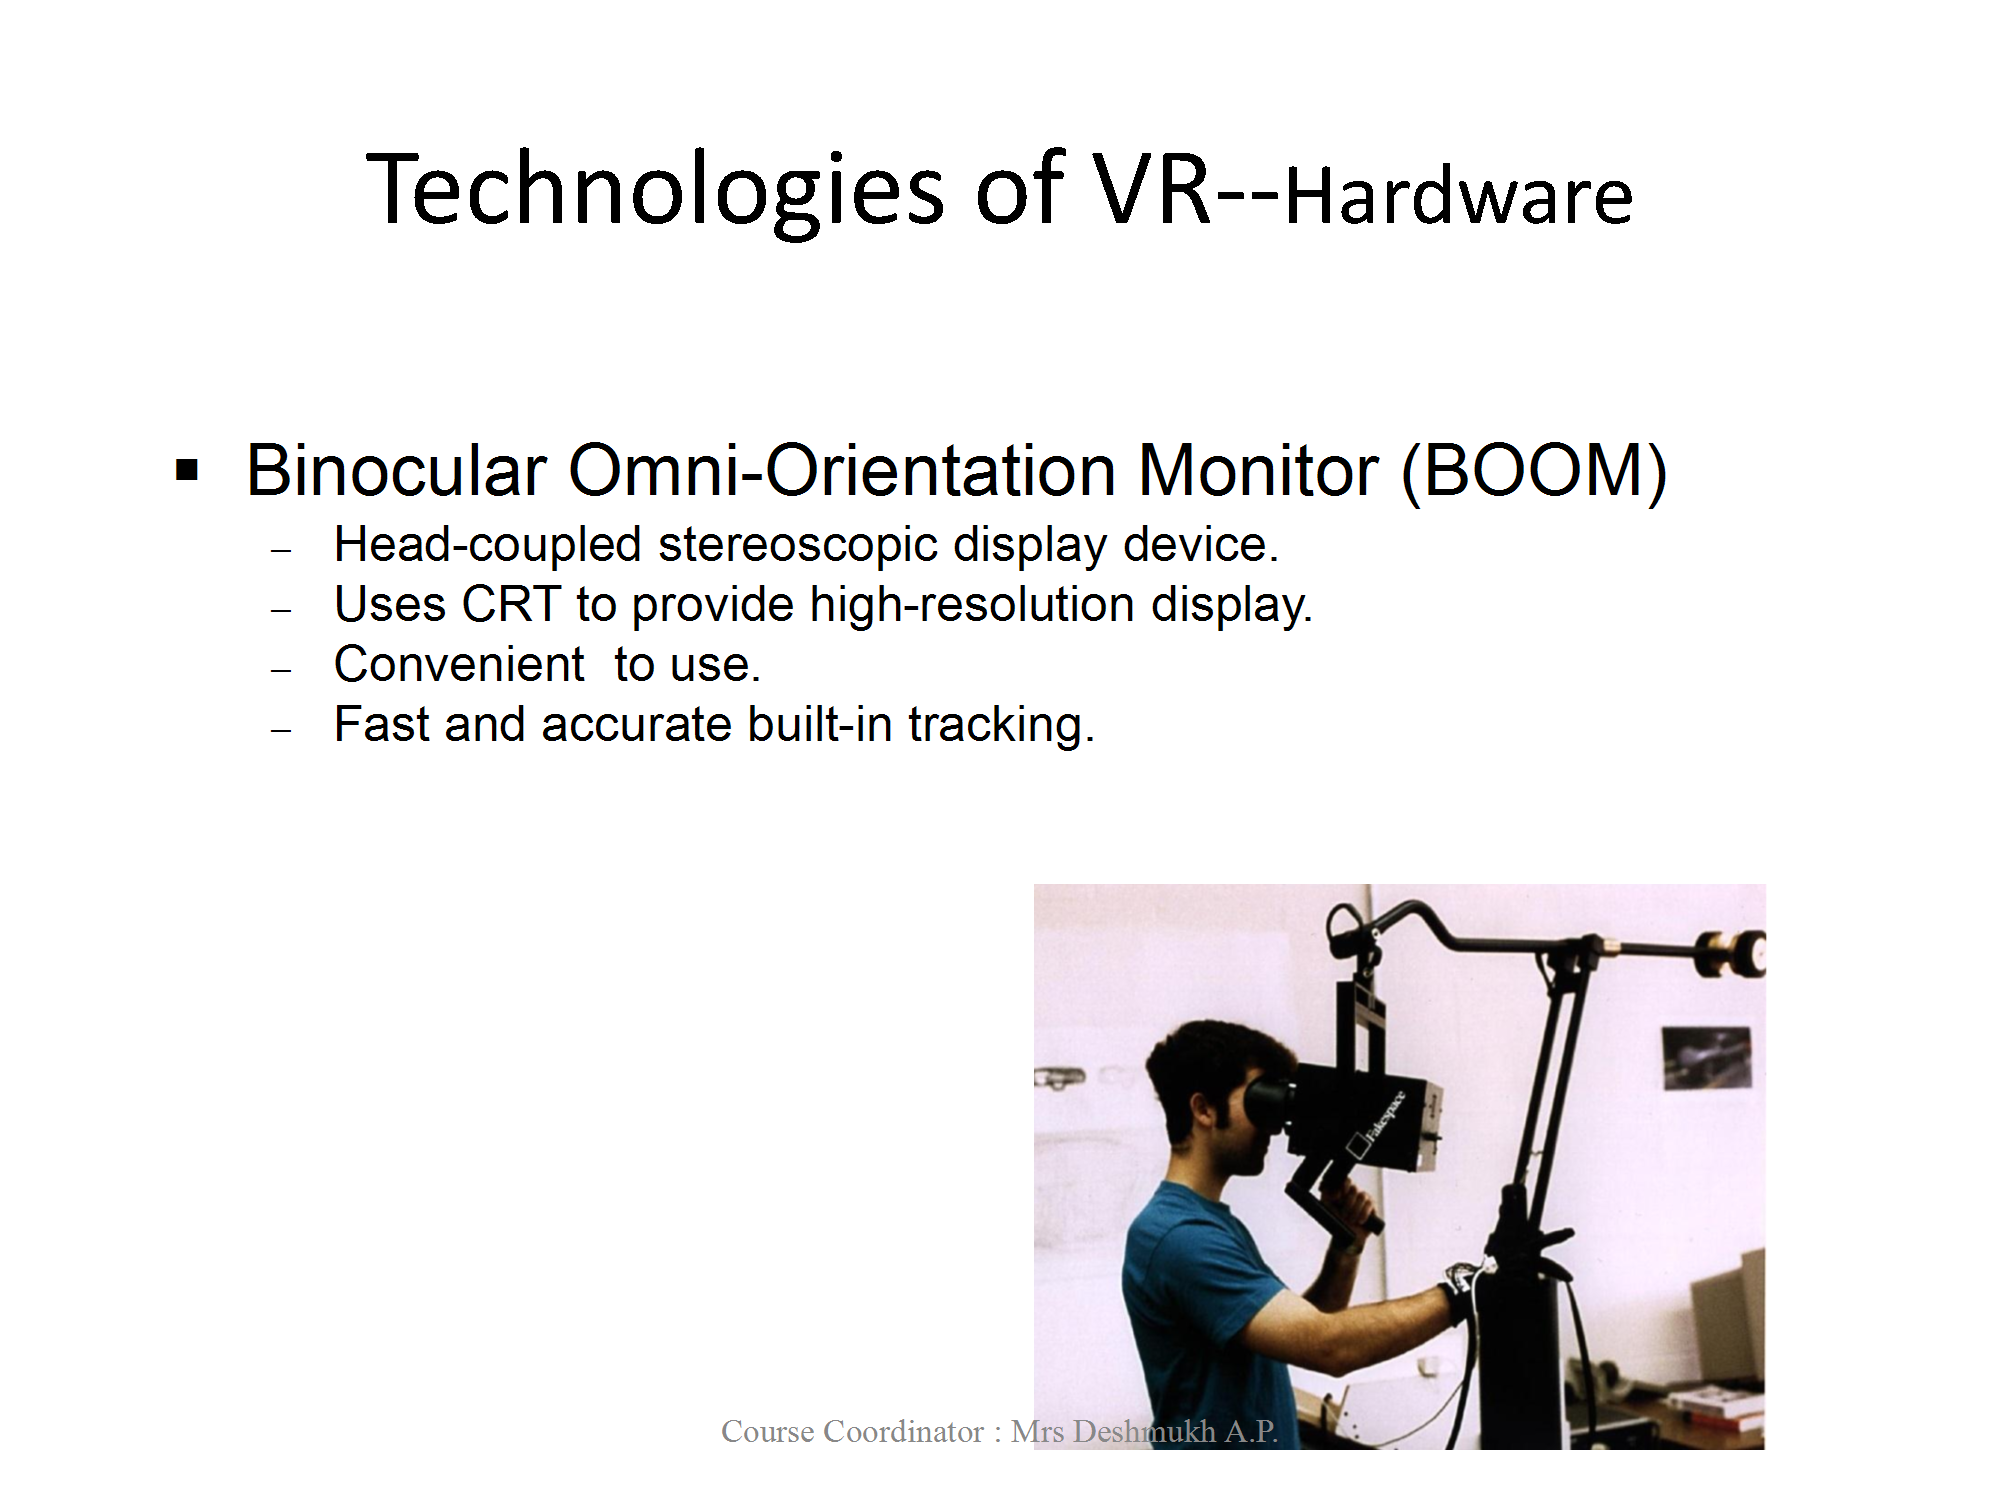 Technologies of VR--Hardware
▪ Binocular Omni-Orientation Monitor (BOOM)
– Head-coupled stereoscopic display device.
– Uses CRT to provide high-resolution display.
– Convenient  to use.
– Fast and accurate built-in tracking.
Fakespace
Course Coordinator : Mrs Deshmukh A.P.